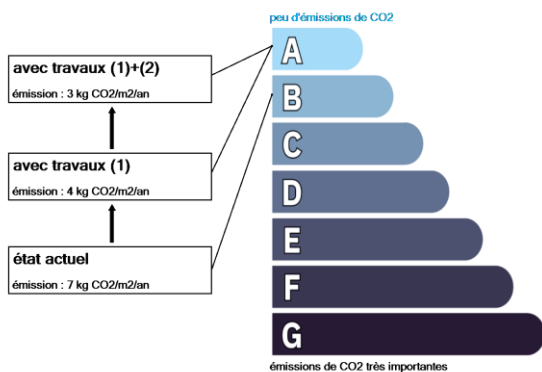 peu d'émissions de CO2
avec travaux (1)+(2)
émission : 3 kg CO2/m2/an
avec travaux (1)
émission : 4 kg CO2/m2/an
état actuel
émission : 7 kg CO2/m2/an
A
B
C
D
E
F
G
émissions de CO2 très importantes